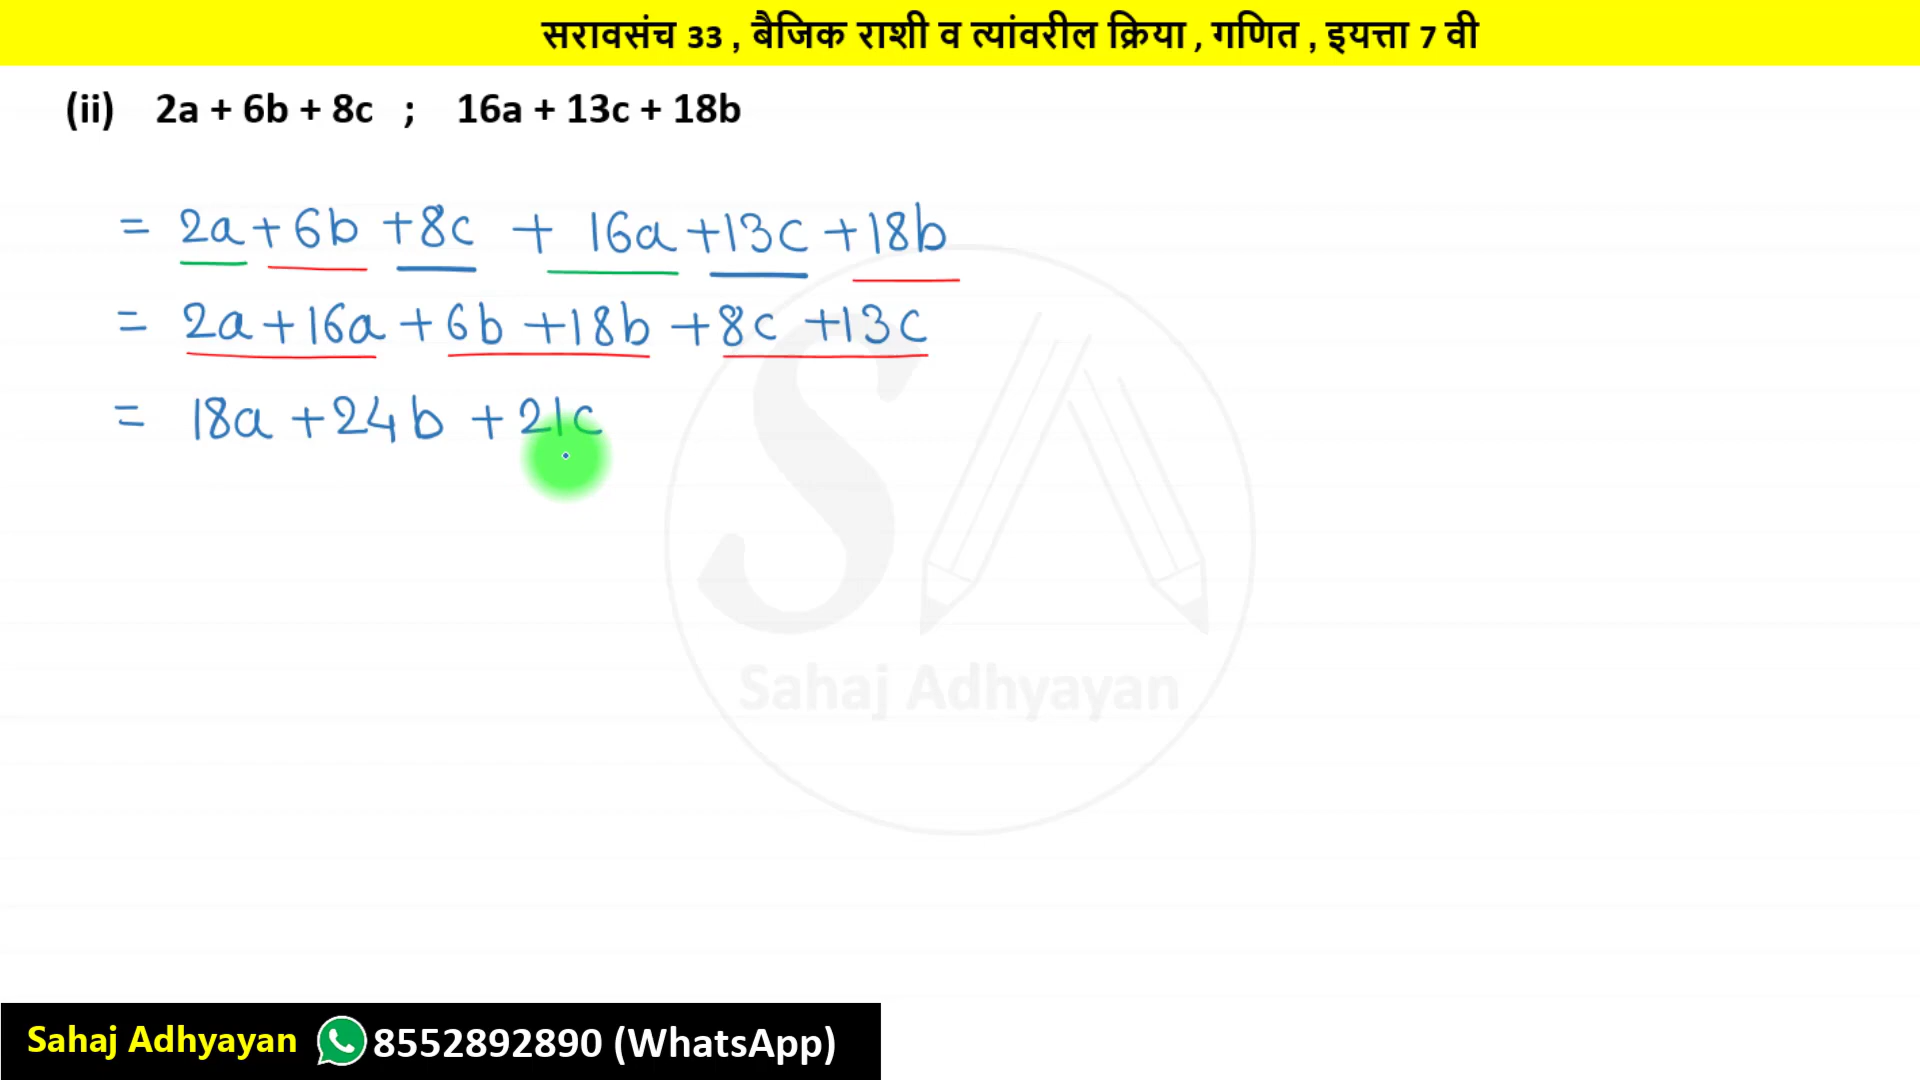 सरावसंच 33 , बैजिक राशी व त्यांवरील क्रिया , गणित , इयत्ता 7 वी
(ii) 2a + 6b + 8c ; 16a + 13c + 18b
= 2a + 6b + 8c + 16a + 13c + 18b
= 2a + 16a + 6b + 18b + 8c + 13c
= 18a + 24b + 21c
SA
Sahaj Adhyayan
Sahaj Adhyayan 8552892890 (WhatsApp)